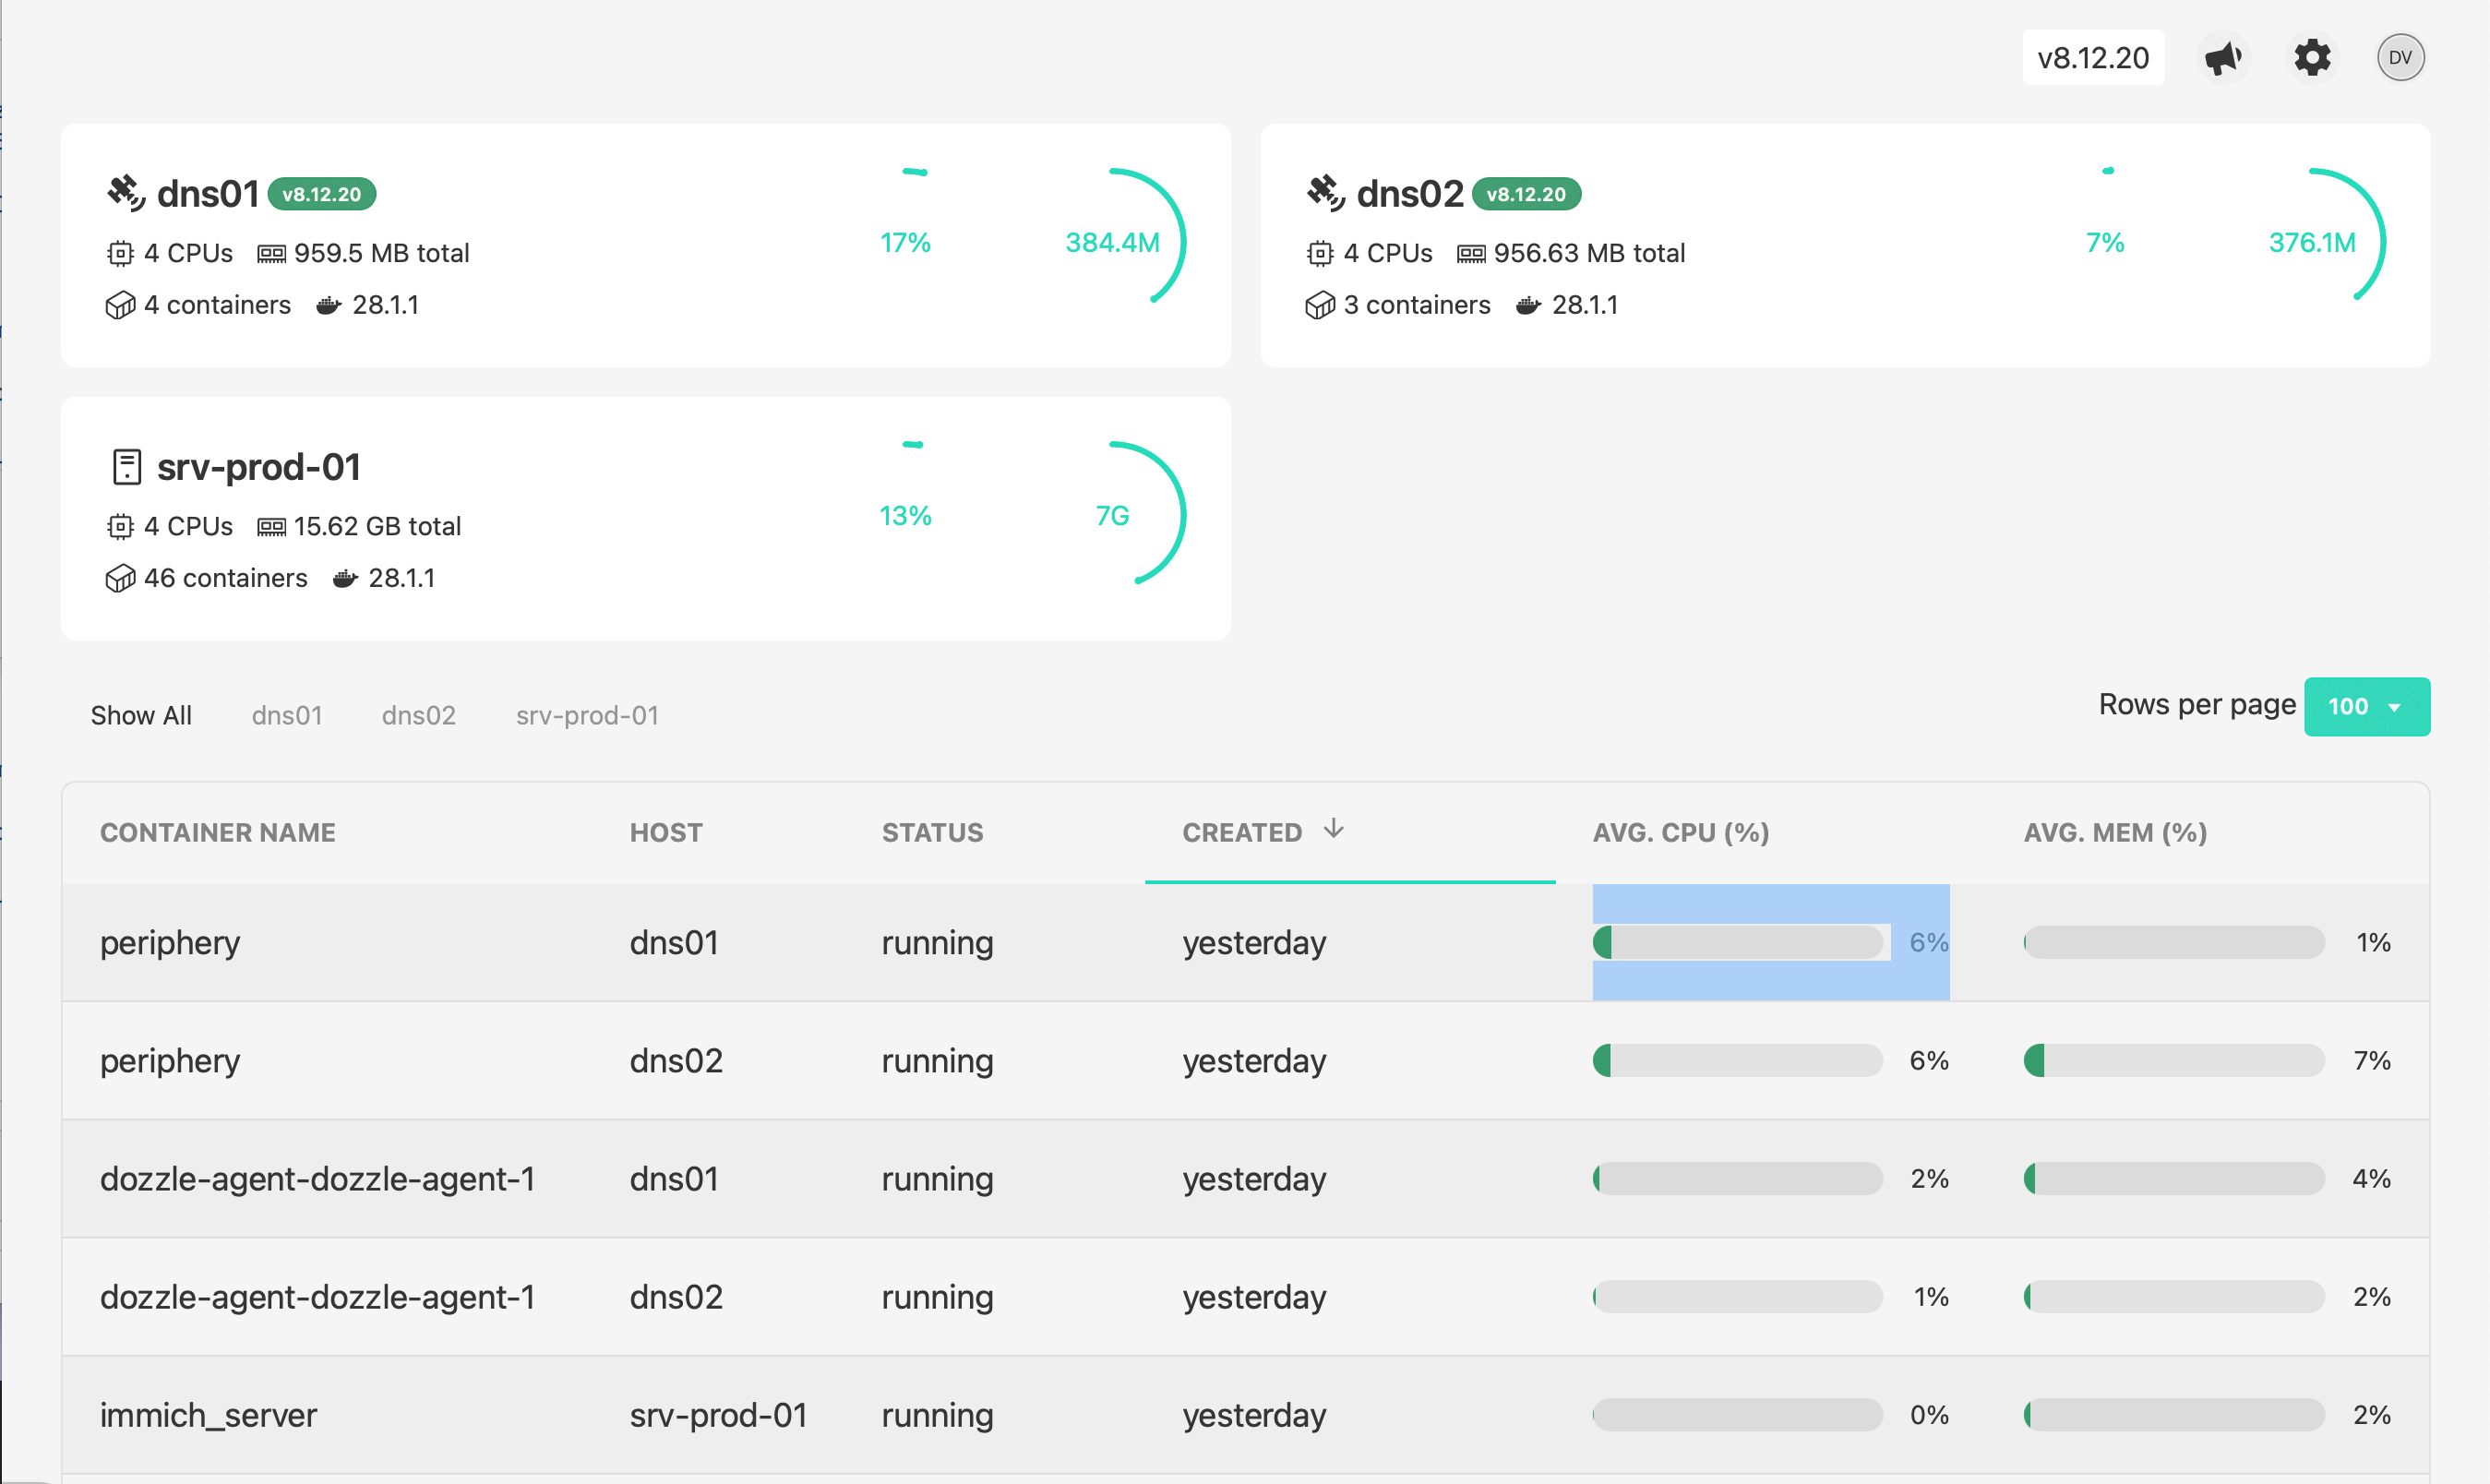 v8.12.20 DV
dns01 v8.12.20
4 CPUs 959.5 MB total
4 containers 28.1.1
17% 384.4M
dns02 v8.12.20
4 CPUs 956.63 MB total
3 containers 28.1.1
7% 376.1M
srv-prod-01
4 CPUs 15.62 GB total
46 containers 28.1.1
13% 7G
Show All dns01 dns02 srv-prod-01
Rows per page 100
CONTAINER NAME HOST STATUS CREATED AVG. CPU (%) AVG. MEM (%)
periphery dns01 running yesterday 6% 1%
periphery dns02 running yesterday 6% 7%
dozzle-agent-dozzle-agent-1 dns01 running yesterday 2% 4%
dozzle-agent-dozzle-agent-1 dns02 running yesterday 1% 2%
immich_server srv-prod-01 running yesterday 0% 2%